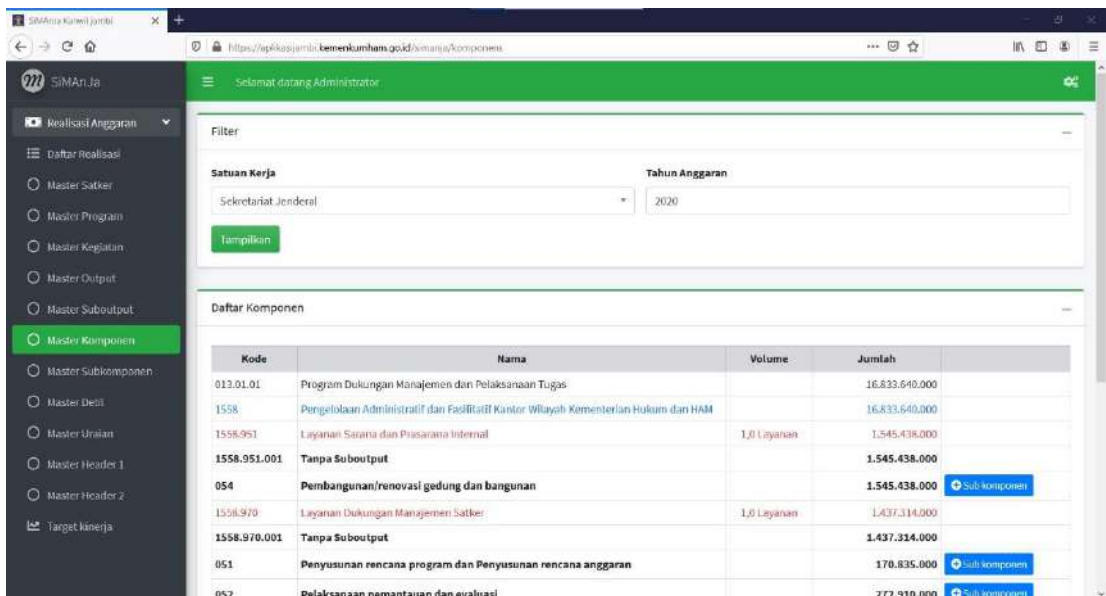 SiMAnJa Kanwil Jambi
https://aplikasijambi.kemenkumham.go.id/simanja/komponen
SiMAnJa
Selamat datang Administrator
Realisasi Anggaran
Daftar Realisasi
Master Satker
Master Program
Master Kegiatan
Master Output
Master Suboutput
Master Komponen
Master Subkomponen
Master Detil
Master Uraian
Master Header 1
Master Header 2
Target kinerja
Filter
Satuan Kerja Tahun Anggaran
Sekretariat Jenderal 2020
Tampilkan
Daftar Komponen
Kode Nama Volume Jumlah
013.01.01 Program Dukungan Manajemen dan Pelaksanaan Tugas 16.833.640.000
1558 Pengelolaan Administratif dan Fasilitatif Kantor Wilayah Kementerian Hukum dan HAM 16.833.640.000
1558.951 Layanan Sarana dan Prasarana Internal 1,0 Layanan 1.545.438.000
1558.951.001 Tanpa Suboutput 1.545.438.000
054 Pembangunan/renovasi gedung dan bangunan 1.545.438.000 Sub komponen
1558.970 Layanan Dukungan Manajemen Satker 1,0 Layanan 1.437.314.000
1558.970.001 Tanpa Suboutput 1.437.314.000
051 Penyusunan rencana program dan Penyusunan rencana anggaran 170.835.000 Sub komponen
052 Pelaksanaan pemantauan dan evaluasi 272.910.000 Sub komponen